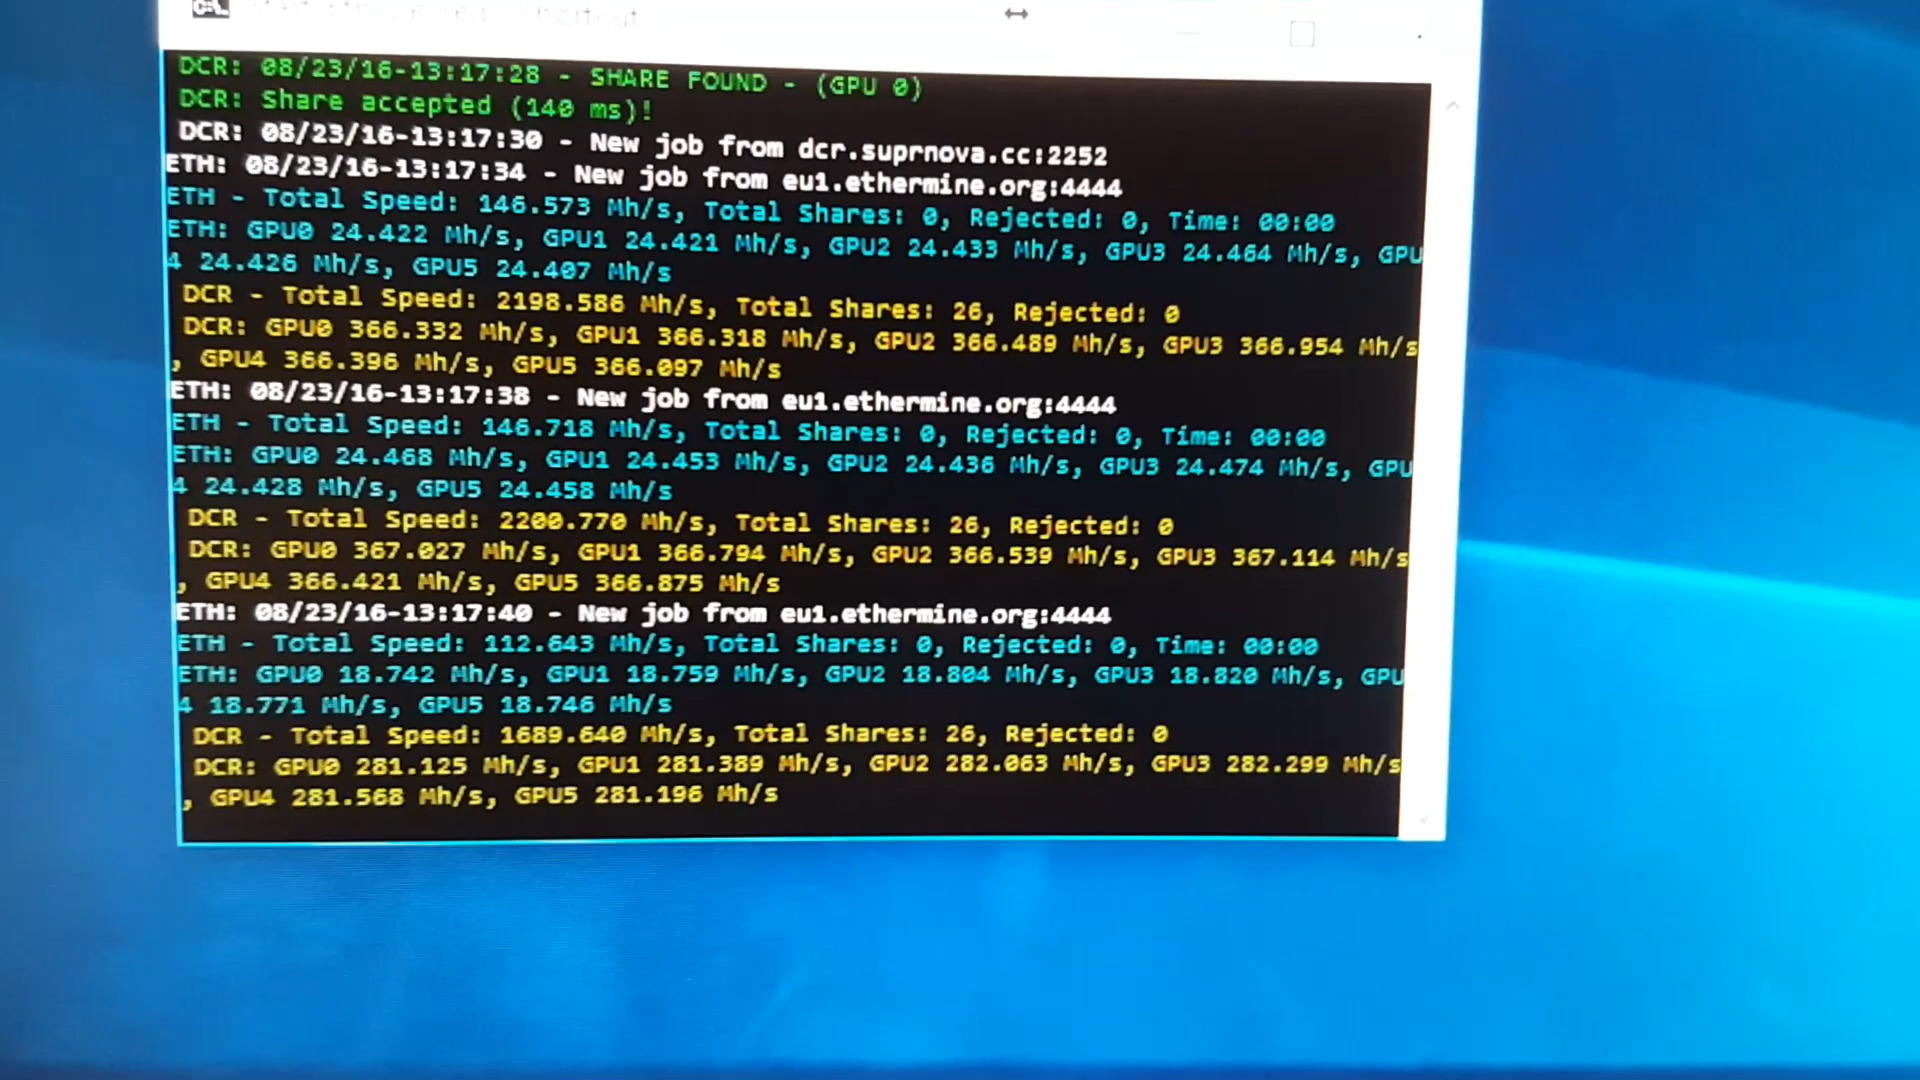 DCR: 08/23/16-13:17:28 - SHARE FOUND - (GPU 0)
DCR: Share accepted (140 ms)!
DCR: 08/23/16-13:17:30 - New job from dcr.suprnova.cc:2252
ETH: 08/23/16-13:17:34 - New job from eu1.ethermine.org:4444
ETH - Total Speed: 146.573 Mh/s, Total Shares: 0, Rejected: 0, Time: 00:00
ETH: GPU0 24.422 Mh/s, GPU1 24.421 Mh/s, GPU2 24.433 Mh/s, GPU3 24.464 Mh/s, GPU
4 24.426 Mh/s, GPU5 24.407 Mh/s
DCR - Total Speed: 2198.586 Mh/s, Total Shares: 26, Rejected: 0
DCR: GPU0 366.332 Mh/s, GPU1 366.318 Mh/s, GPU2 366.489 Mh/s, GPU3 366.954 Mh/s
, GPU4 366.396 Mh/s, GPU5 366.097 Mh/s
ETH: 08/23/16-13:17:38 - New job from eu1.ethermine.org:4444
ETH - Total Speed: 146.718 Mh/s, Total Shares: 0, Rejected: 0, Time: 00:00
ETH: GPU0 24.468 Mh/s, GPU1 24.453 Mh/s, GPU2 24.436 Mh/s, GPU3 24.474 Mh/s, GPU
4 24.428 Mh/s, GPU5 24.458 Mh/s
DCR - Total Speed: 2200.770 Mh/s, Total Shares: 26, Rejected: 0
DCR: GPU0 367.027 Mh/s, GPU1 366.794 Mh/s, GPU2 366.539 Mh/s, GPU3 367.114 Mh/s
, GPU4 366.421 Mh/s, GPU5 366.875 Mh/s
ETH: 08/23/16-13:17:40 - New job from eu1.ethermine.org:4444
ETH - Total Speed: 112.643 Mh/s, Total Shares: 0, Rejected: 0, Time: 00:00
ETH: GPU0 18.742 Mh/s, GPU1 18.759 Mh/s, GPU2 18.804 Mh/s, GPU3 18.820 Mh/s, GPU
4 18.771 Mh/s, GPU5 18.746 Mh/s
DCR - Total Speed: 1689.640 Mh/s, Total Shares: 26, Rejected: 0
DCR: GPU0 281.125 Mh/s, GPU1 281.389 Mh/s, GPU2 282.063 Mh/s, GPU3 282.299 Mh/s
, GPU4 281.568 Mh/s, GPU5 281.196 Mh/s